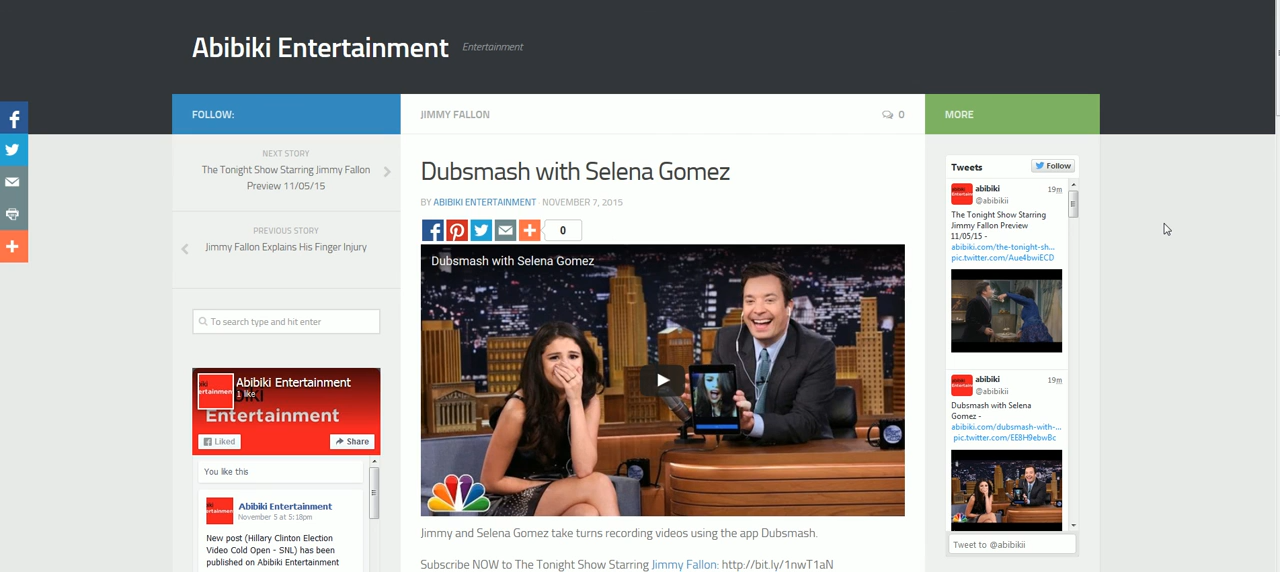 Abibiki Entertainment
Entertainment
FOLLOW:
JIMMY FALLON
0
MORE
NEXT STORY
The Tonight Show Starring Jimmy Fallon
Preview 11/05/15
PREVIOUS STORY
Jimmy Fallon Explains His Finger Injury
To search type and hit enter
Abibiki Entertainment
1 like
Entertainment
Liked
Share
You like this
Abibiki Entertainment
November 5 at 5:18pm
New post (Hillary Clinton Election
Video Cold Open - SNL) has been
published on Abibiki Entertainment
Dubsmash with Selena Gomez
BY ABIBIKI ENTERTAINMENT · NOVEMBER 7, 2015
0
Dubsmash with Selena Gomez
Jimmy and Selena Gomez take turns recording videos using the app Dubsmash.
Subscribe NOW to The Tonight Show Starring Jimmy Fallon: http://bit.ly/1nwT1aN
Tweets
Follow
abibiki
19m
@abibikii
The Tonight Show Starring
Jimmy Fallon Preview
11/05/15 -
abibiki.com/the-tonight-sh...
pic.twitter.com/Aue4bwiECD
abibiki
19m
@abibikii
Dubsmash with Selena
Gomez -
abibiki.com/dubsmash-with-...
pic.twitter.com/EE8H9ebwBc
Tweet to @abibikii